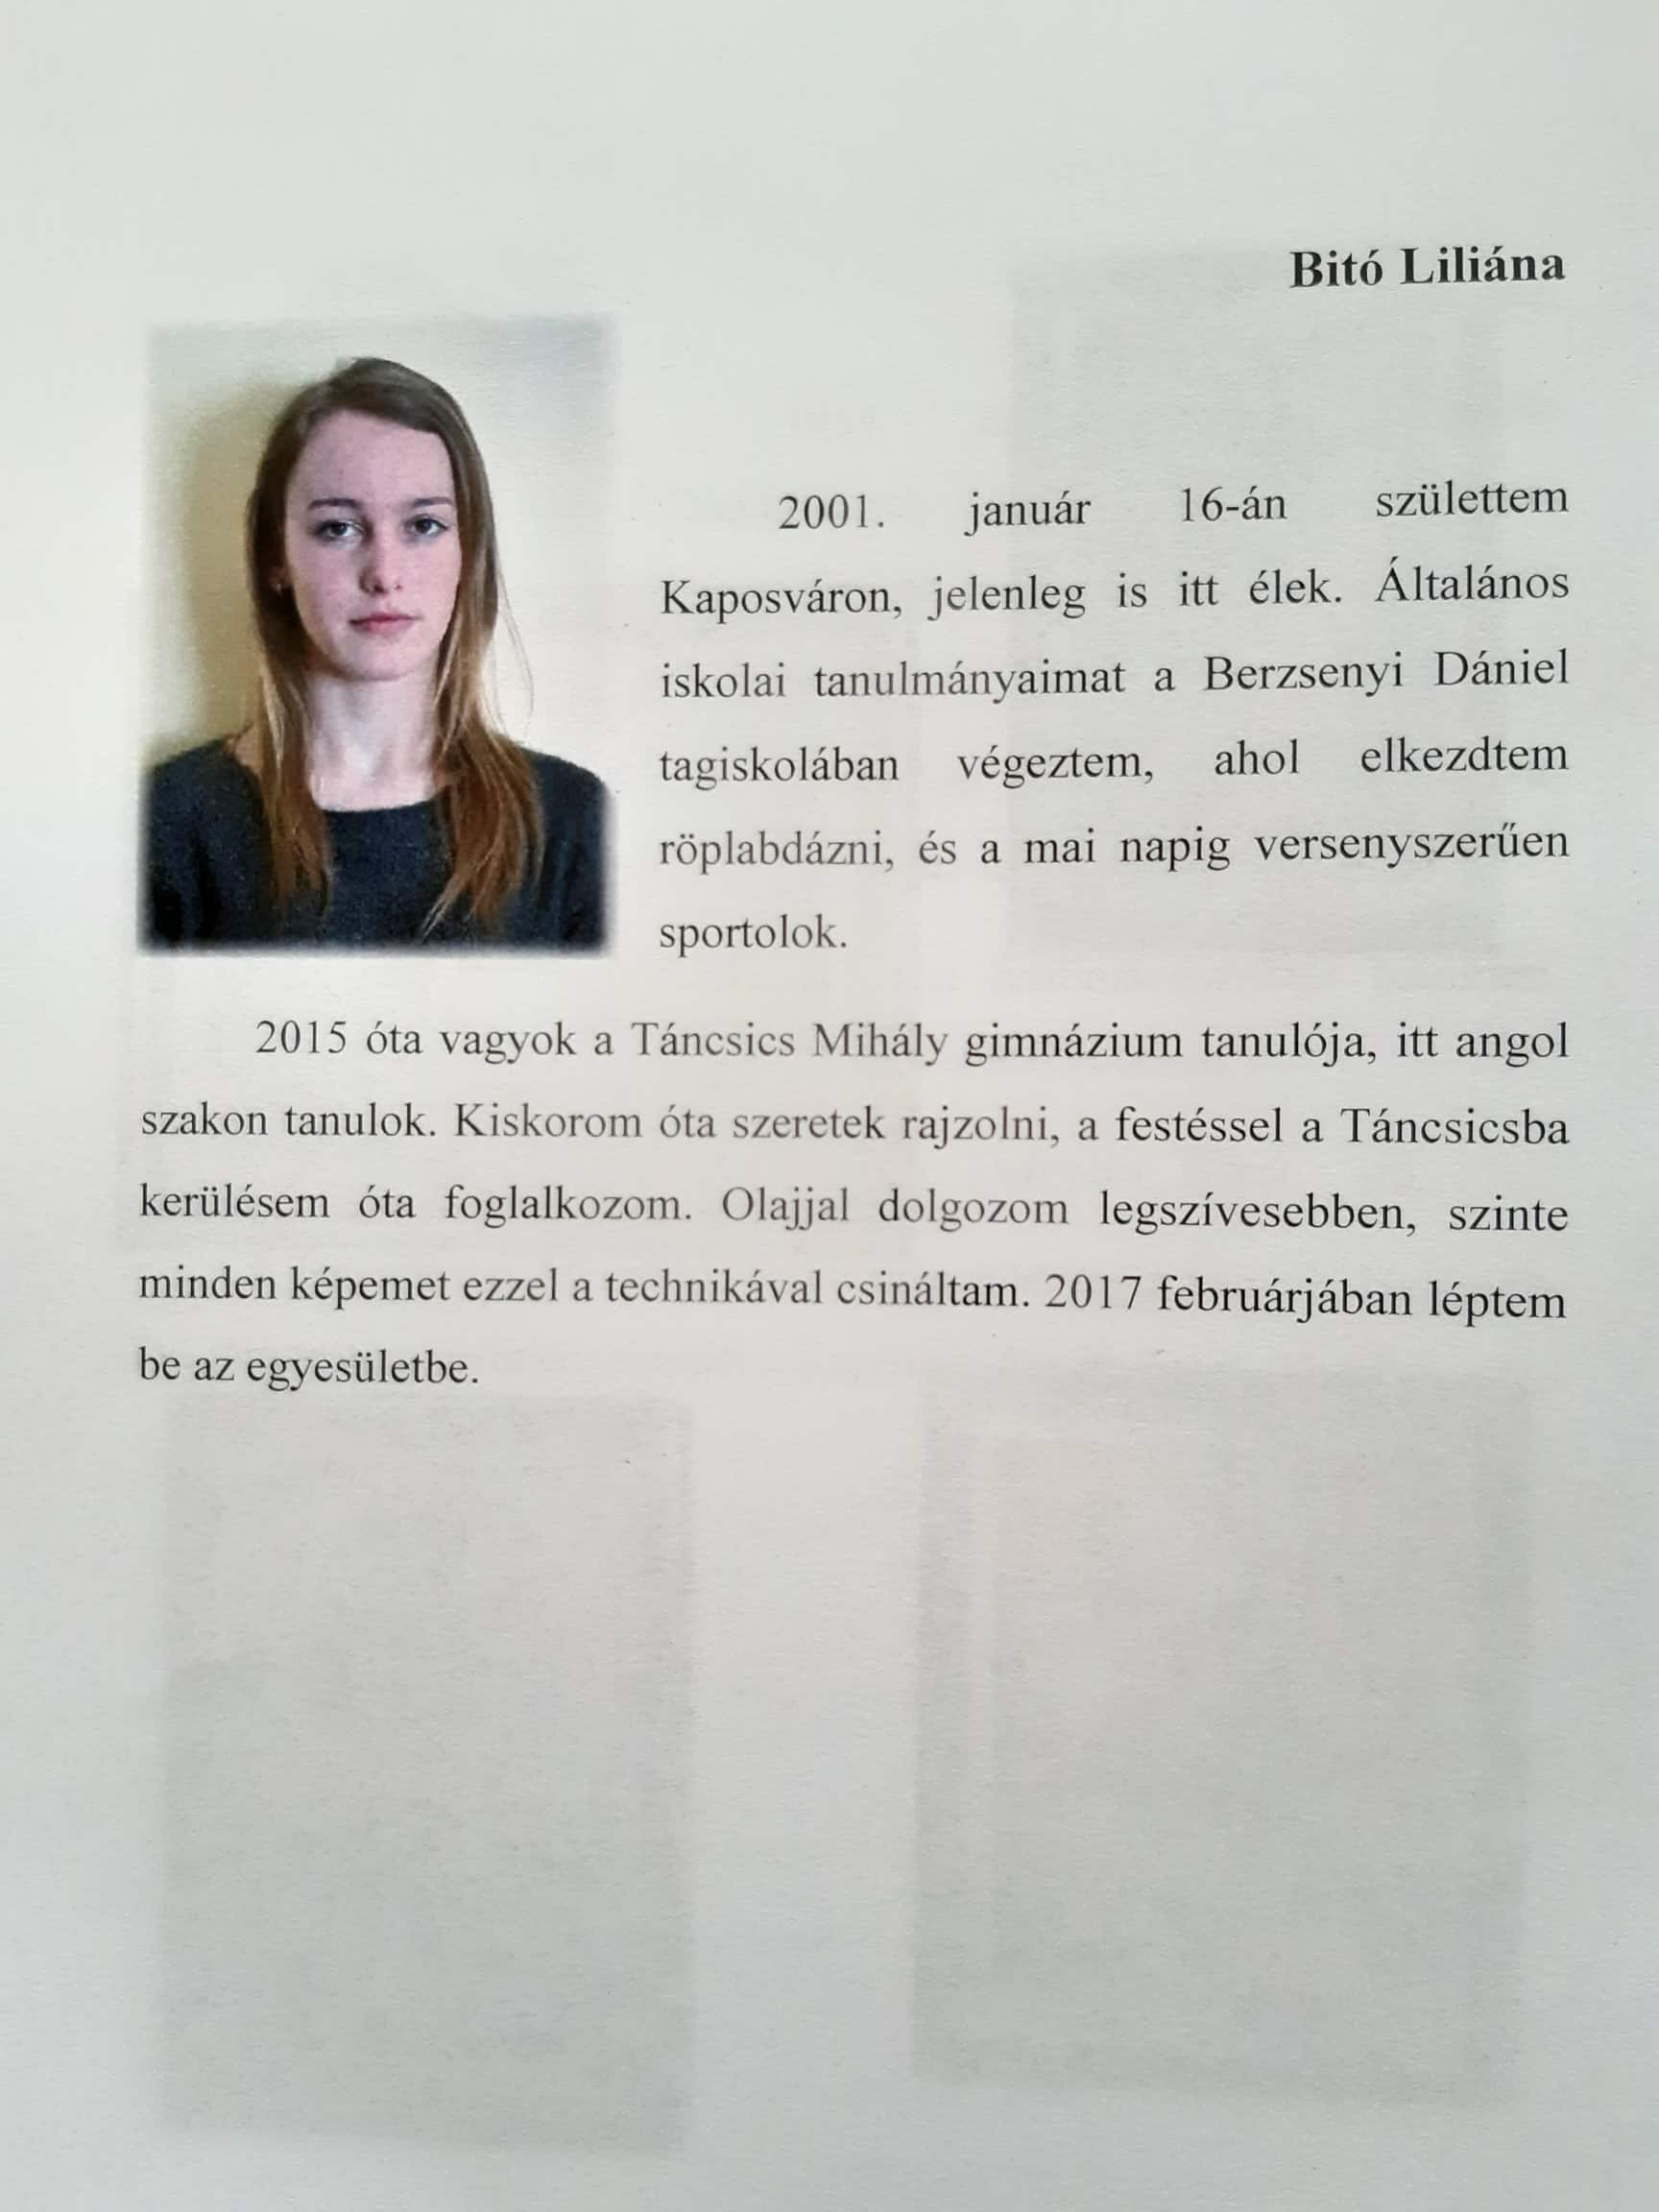 Bitó Liliána
2001. január 16-án születtem
Kaposváron, jelenleg is itt élek. Általános
iskolai tanulmányaimat a Berzsenyi Dániel
tagiskolában végeztem, ahol elkezdtem
röplabdázni, és a mai napig versenyszerűen
sportolok.
2015 óta vagyok a Táncsics Mihály gimnázium tanulója, itt angol
szakon tanulok. Kiskorom óta szeretek rajzolni, a festéssel a Táncsicsba
kerülésem óta foglalkozom. Olajjal dolgozom legszívesebben, szinte
minden képemet ezzel a technikával csináltam. 2017 februárjában léptem
be az egyesületbe.